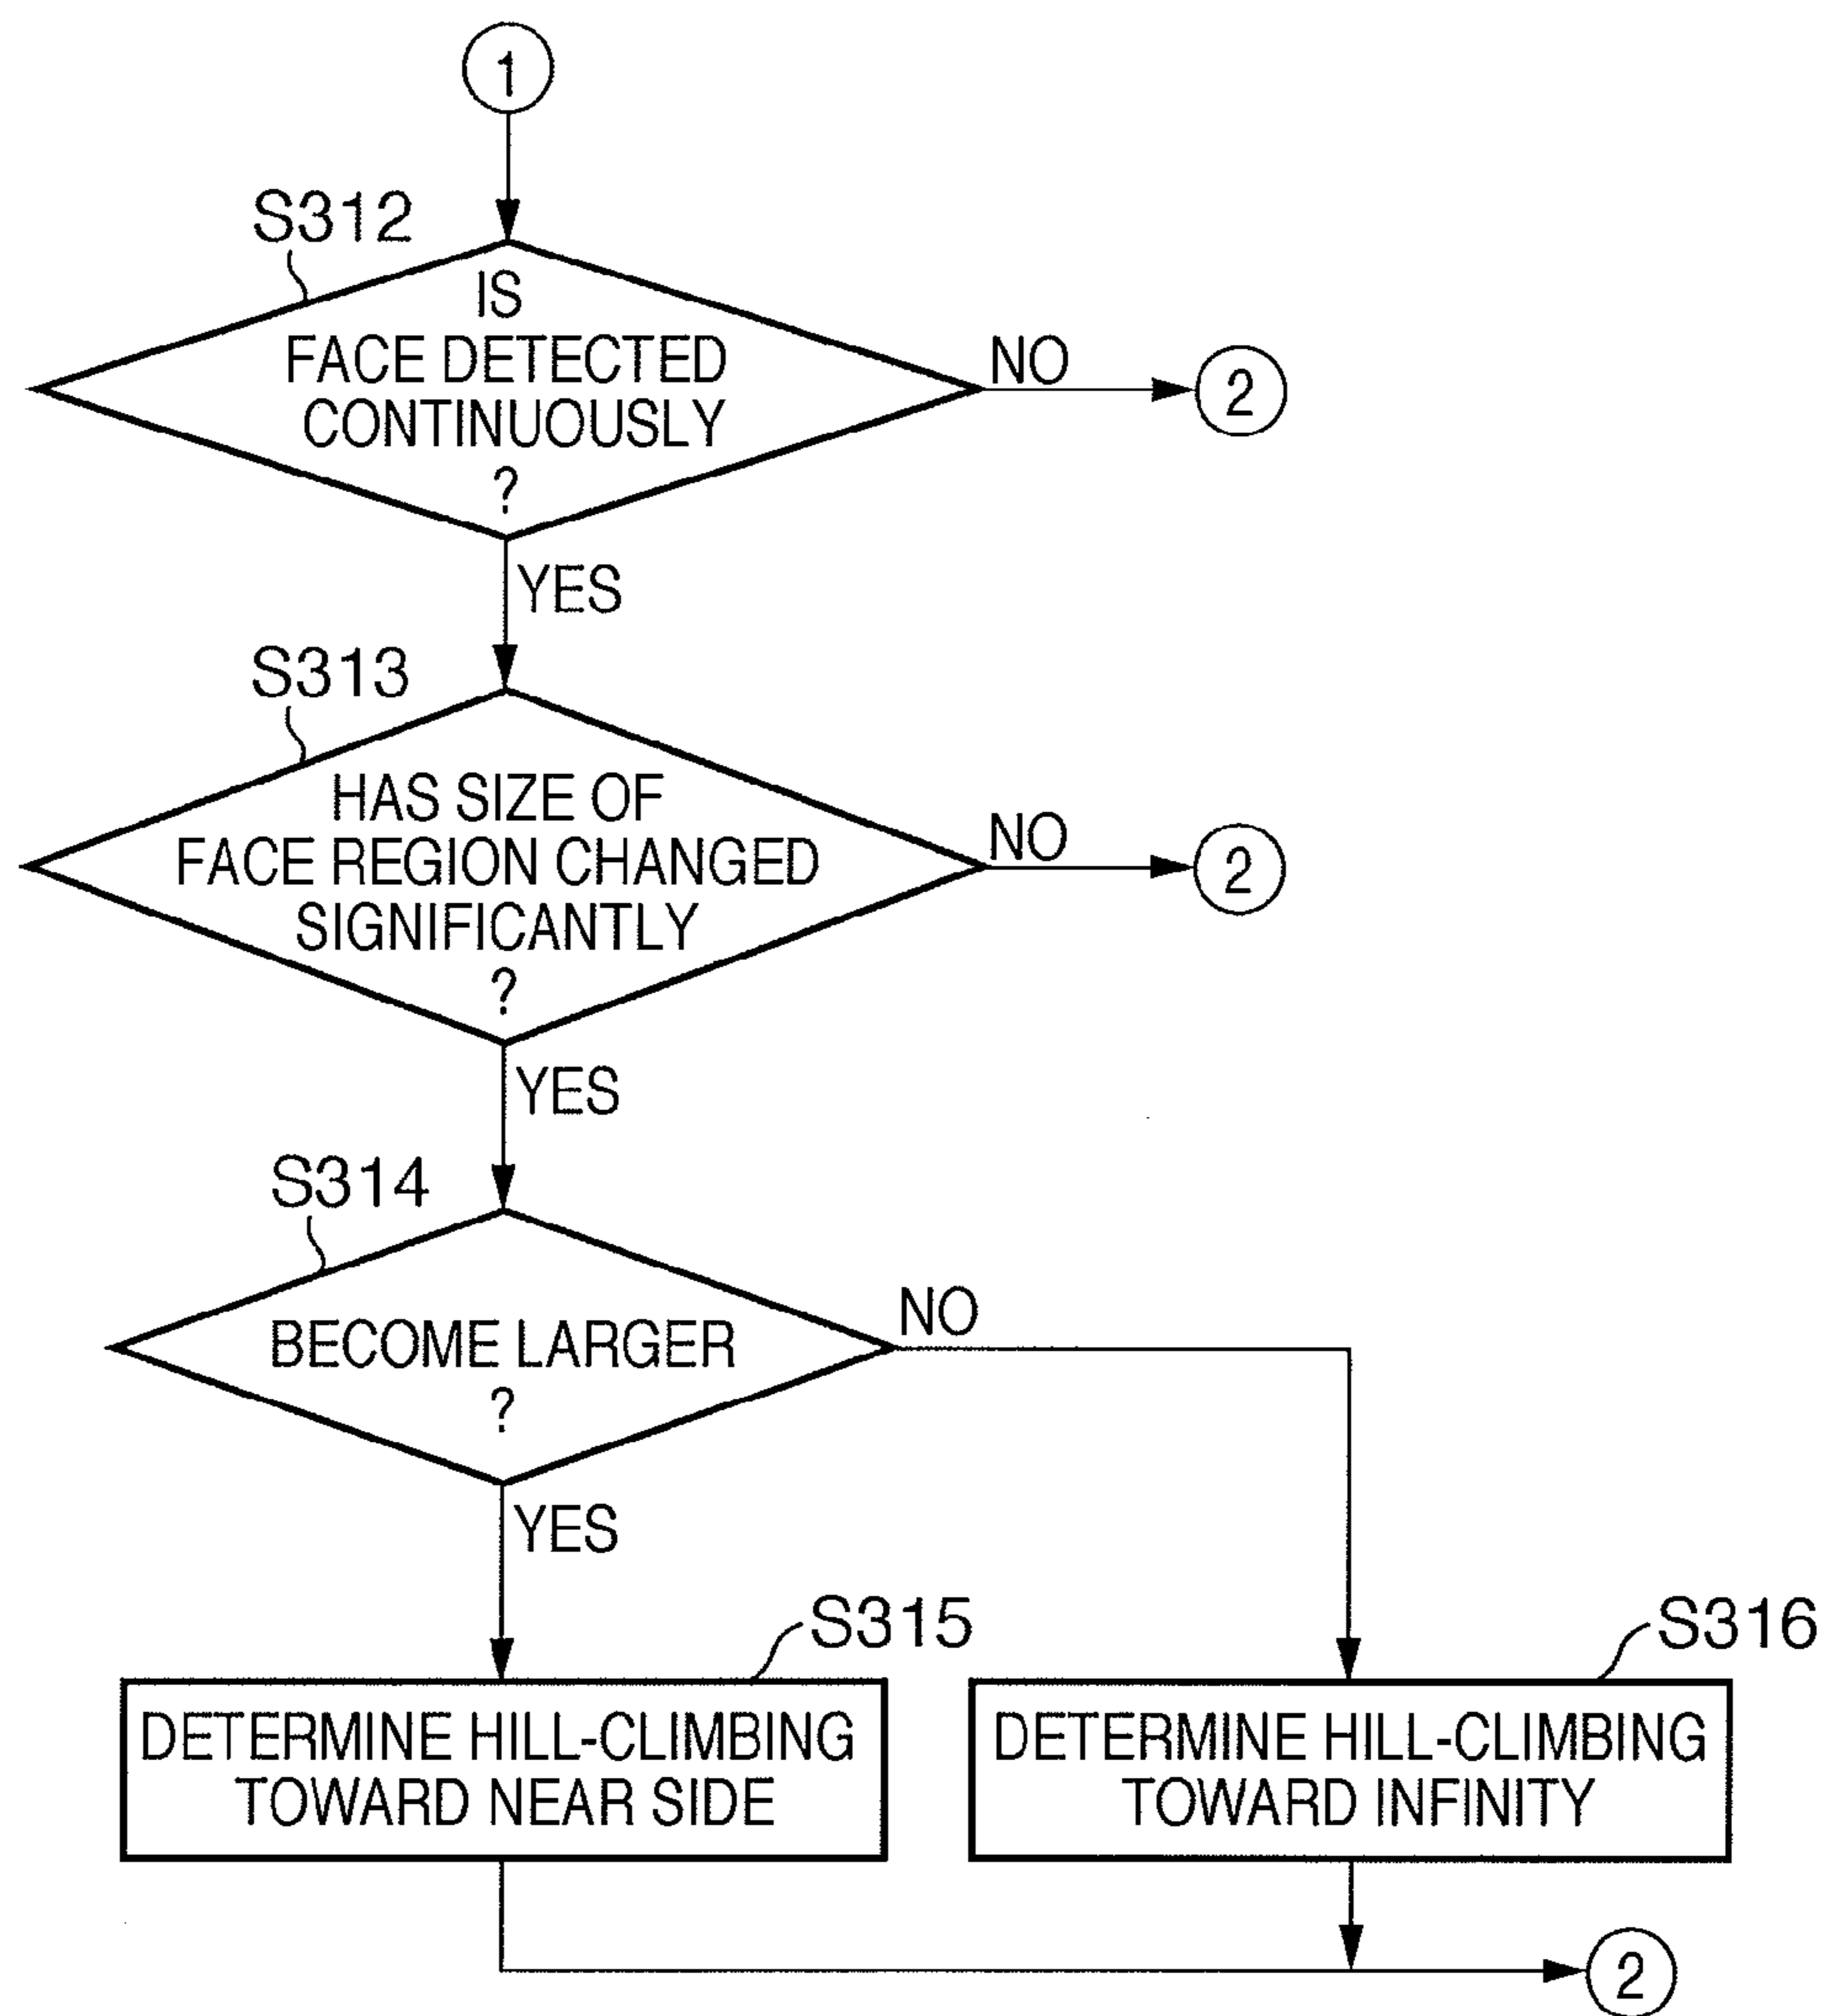 1
S312
IS
FACE DETECTED
CONTINUOUSLY
?
NO
2
YES
S313
HAS SIZE OF
FACE REGION CHANGED
SIGNIFICANTLY
?
NO
2
YES
S314
BECOME LARGER
?
NO
YES
S315
DETERMINE HILL-CLIMBING
TOWARD NEAR SIDE
S316
DETERMINE HILL-CLIMBING
TOWARD INFINITY
2